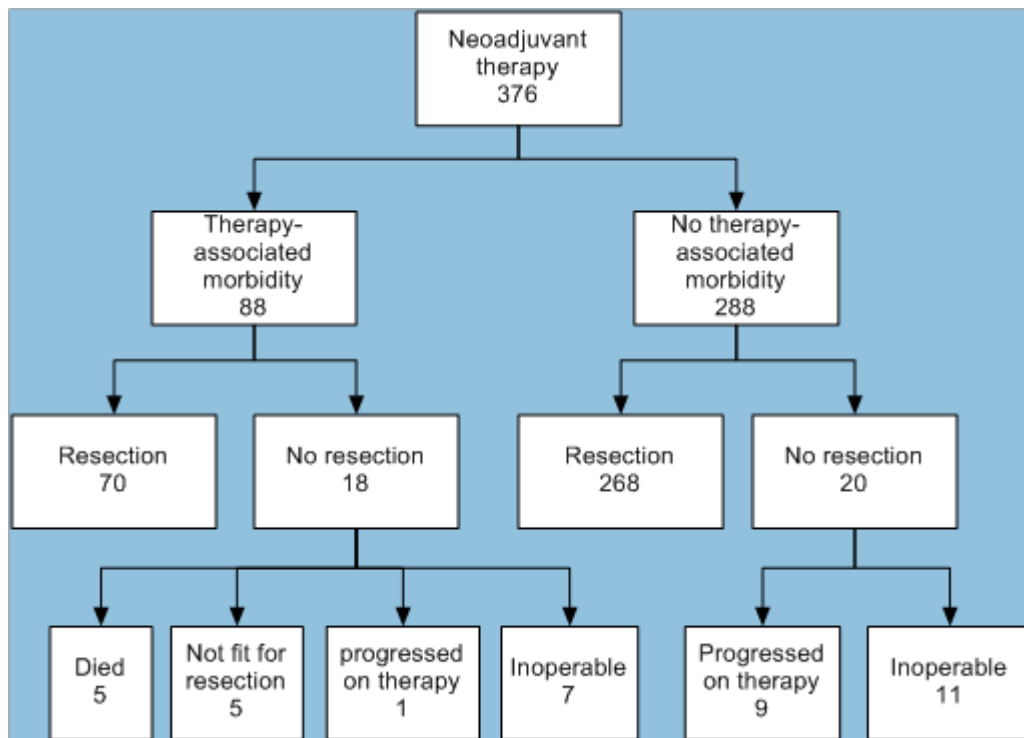 Neoadjuvant
therapy
376
Therapy-
associated
morbidity
88
No therapy-
associated
morbidity
288
Resection
70
No resection
18
Resection
268
No resection
20
Died
5
Not fit for
resection
5
progressed
on therapy
1
Inoperable
7
Progressed
on therapy
9
Inoperable
11